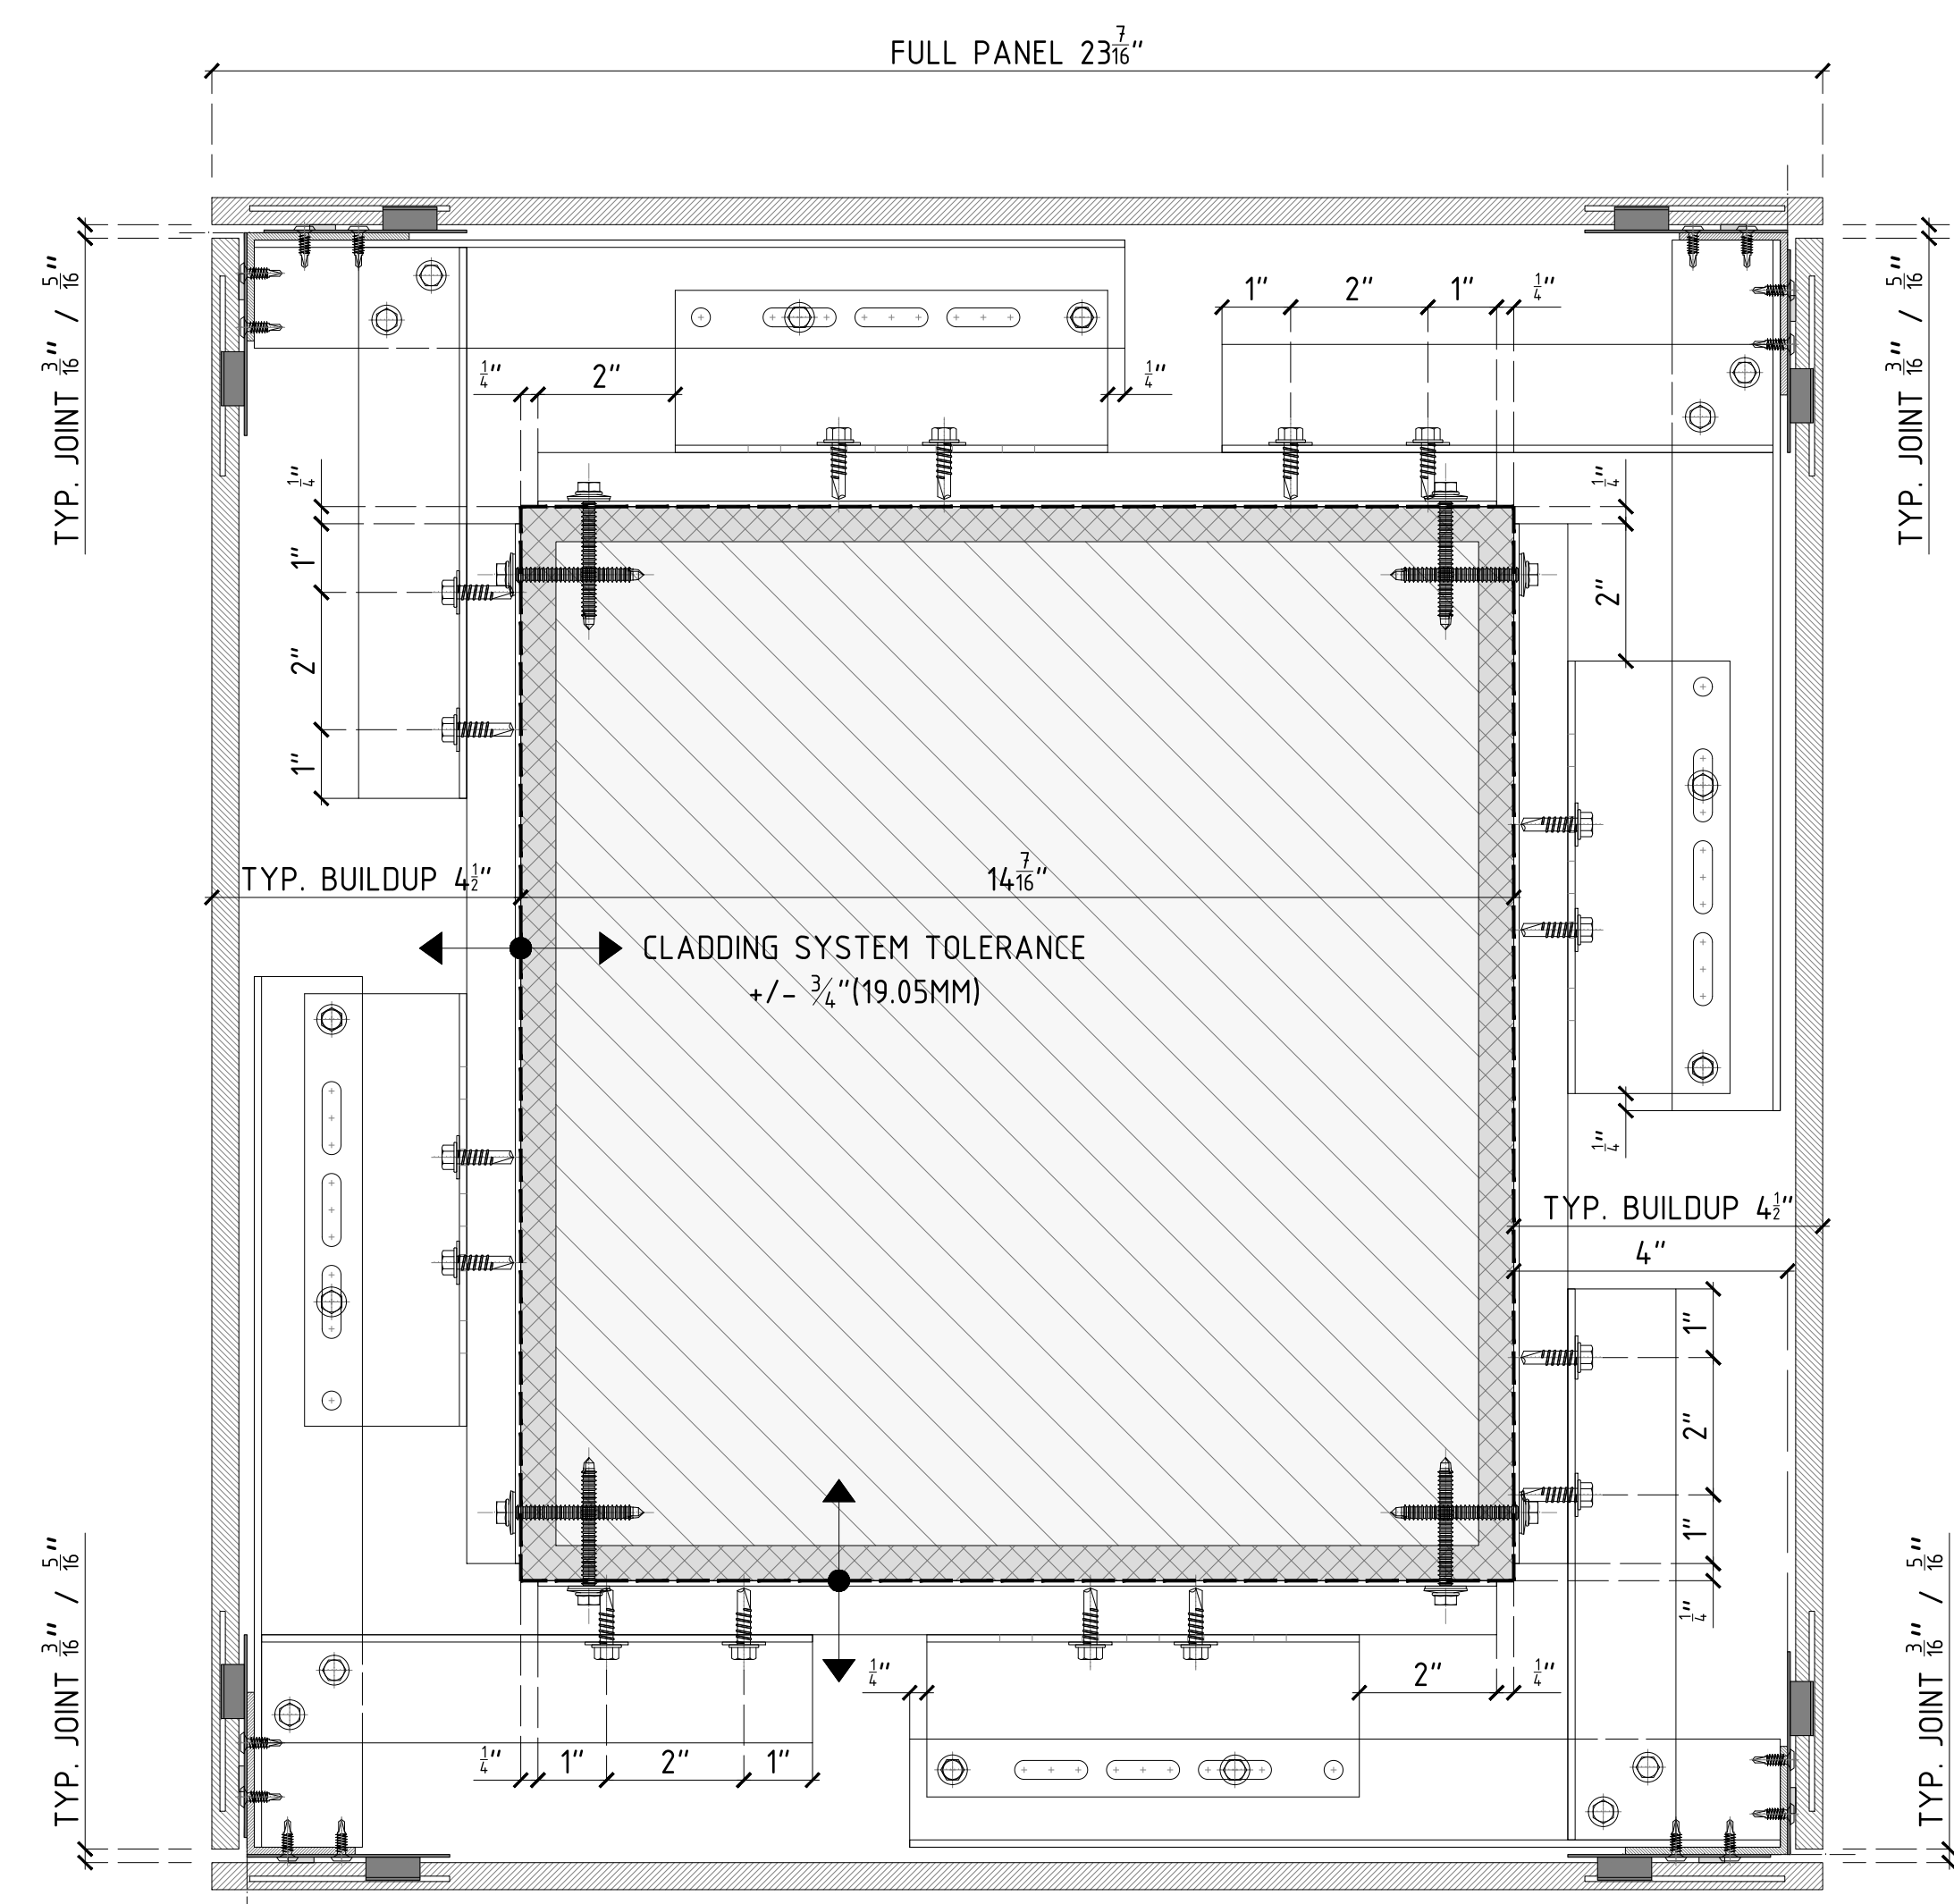 FULL PANEL 23 7/16"
TYP. JOINT 3/16" / 5/16"
TYP. JOINT 3/16" / 5/16"
1" 2" 1" 1/4"
1/4" 2" 1/4"
1/4"
1"
2"
1"
1/4"
2"
1/4"
TYP. BUILDUP 4 1/2"
14 7/16"
CLADDING SYSTEM TOLERANCE
+/- 3/4"(19.05MM)
TYP. BUILDUP 4 1/2"
4"
1"
2"
1"
1/4"
1/4" 2" 1/4"
1/4" 1" 2" 1"
TYP. JOINT 3/16" / 5/16"
TYP. JOINT 3/16" / 5/16"